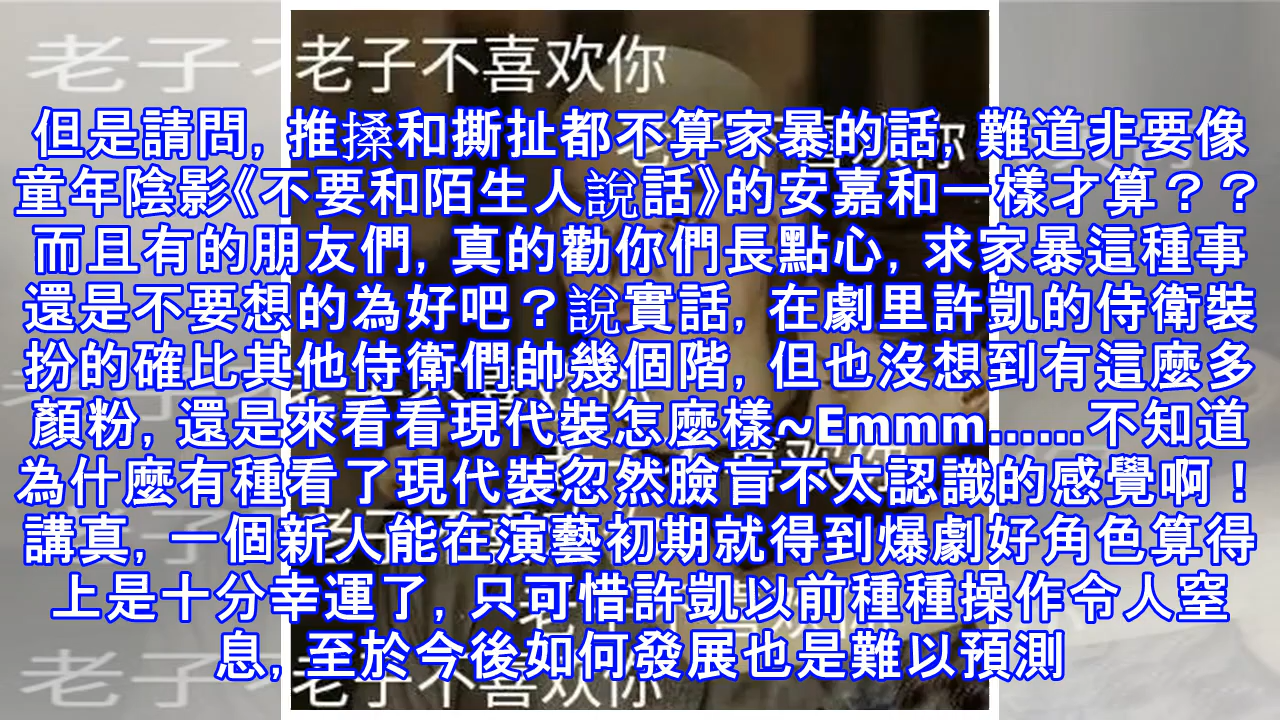 老子不喜欢你
但是請問, 推搡和撕扯都不算家暴的話, 難道非要像
童年陰影《不要和陌生人說話》的安嘉和一樣才算？？
而且有的朋友們, 真的勸你們長點心, 求家暴這種事
還是不要想的為好吧？說實話, 在劇里許凱的侍衛裝
扮的確比其他侍衛們帥幾個階, 但也沒想到有這麼多
顏粉, 還是來看看現代裝怎麼樣~Emmm......不知道
為什麼有種看了現代裝忽然臉盲不太認識的感覺啊！
講真, 一個新人能在演藝初期就得到爆劇好角色算得
上是十分幸運了, 只可惜許凱以前種種操作令人窒
息, 至於今後如何發展也是難以預測
老子不喜欢你